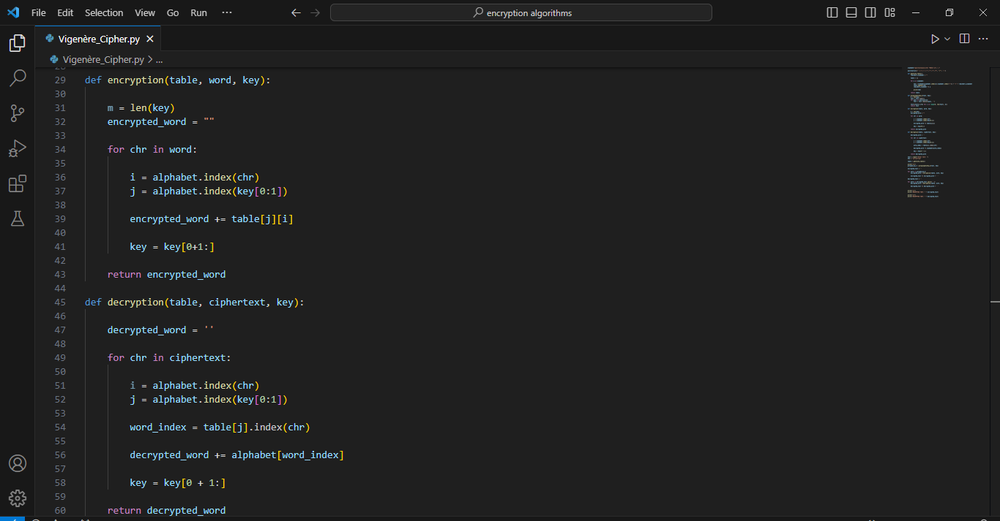 File Edit Selection View Go Run ...
encryption algorithms
Vigenère_Cipher.py
Vigenère_Cipher.py > ...
28
29 def encryption(table, word, key):
30
31 m = len(key)
32 encrypted_word = ""
33
34 for chr in word:
35
36 i = alphabet.index(chr)
37 j = alphabet.index(key[0:1])
38
39 encrypted_word += table[j][i]
40
41 key = key[0+1:]
42
43 return encrypted_word
44
45 def decryption(table, ciphertext, key):
46
47 decrypted_word = ''
48
49 for chr in ciphertext:
50
51 i = alphabet.index(chr)
52 j = alphabet.index(key[0:1])
53
54 word_index = table[j].index(chr)
55
56 decrypted_word += alphabet[word_index]
57
58 key = key[0 + 1:]
59
60 return decrypted_word